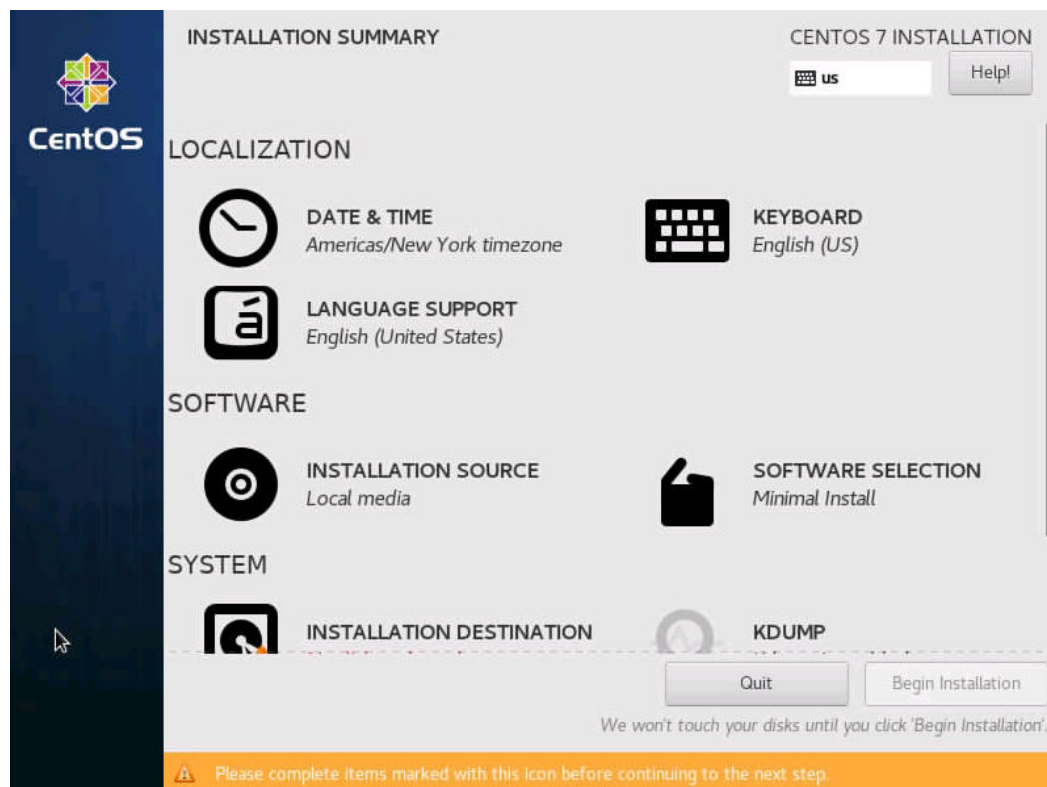 INSTALLATION SUMMARY
CENTOS 7 INSTALLATION
us
Help!
CentOS
LOCALIZATION
DATE & TIME
Americas/New York timezone
KEYBOARD
English (US)
LANGUAGE SUPPORT
English (United States)
SOFTWARE
INSTALLATION SOURCE
Local media
SOFTWARE SELECTION
Minimal Install
SYSTEM
INSTALLATION DESTINATION
KDUMP
Quit
Begin Installation
We won't touch your disks until you click 'Begin Installation'.
Please complete items marked with this icon before continuing to the next step.